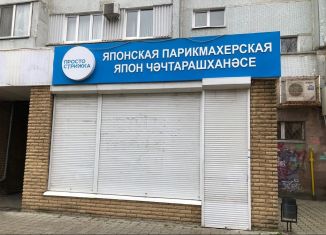 ПРОСТО
СТРИЖКА
ЯПОНСКАЯ ПАРИКМАХЕРСКАЯ
ЯПОН ЧӘЧТАРАШХАНӘСЕ